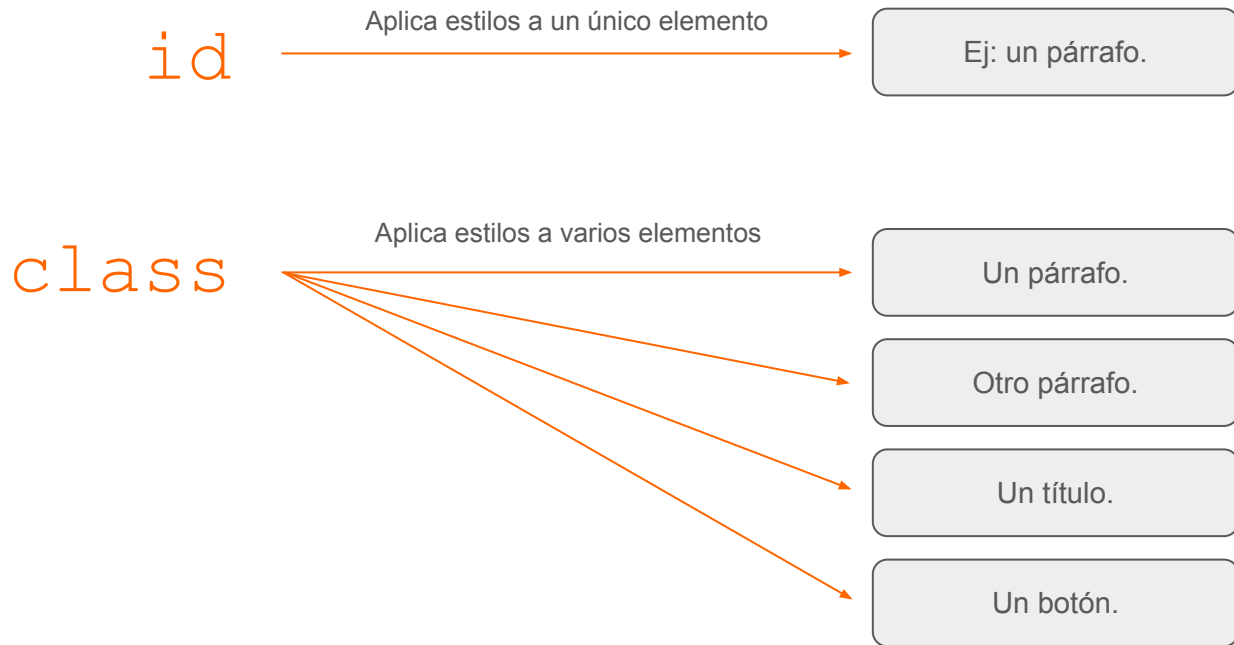 Aplica estilos a un único elemento
id
Ej: un párrafo.
Aplica estilos a varios elementos
class
Un párrafo.
Otro párrafo.
Un título.
Un botón.